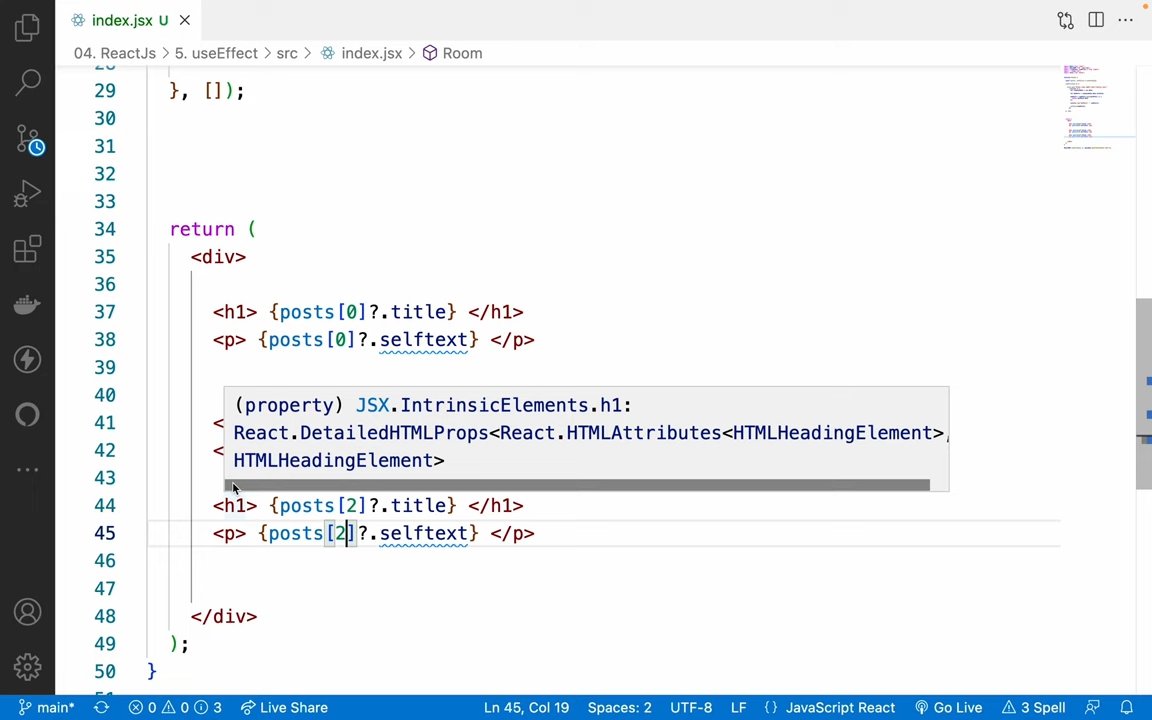 index.jsx U
04. ReactJs > 5. useEffect > src > index.jsx > Room
29 }, []);
30
31
32
33
34 return (
35 <div>
36
37 <h1> {posts[0]?.title} </h1>
38 <p> {posts[0]?.selftext} </p>
39
40
(property) JSX.IntrinsicElements.h1:
41 <
React.DetailedHTMLProps<React.HTMLAttributes<HTMLHeadingElement>,
42 <
HTMLHeadingElement>
43
44 <h1> {posts[2]?.title} </h1>
45 <p> {posts[2]?.selftext} </p>
46
47
48 </div>
49 );
50 }
main* 0 0 3 Live Share Ln 45, Col 19 Spaces: 2 UTF-8 LF {} JavaScript React Go Live 3 Spell